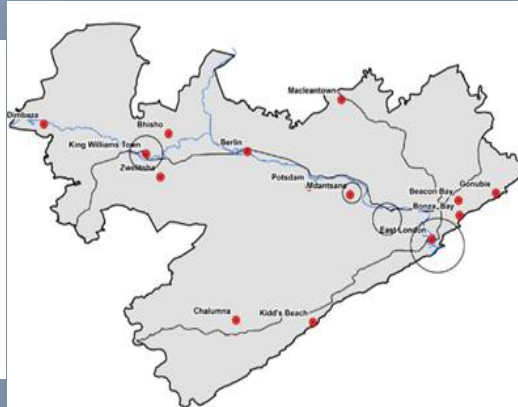 Macleantown
Dimbaza
Bhisho
King Williams Town
Berlin
Zwelitsha
Potsdam
Mdantsane
Beacon Bay
Gonubie
Bonza Bay
East London
Chalumna
Kidd's Beach